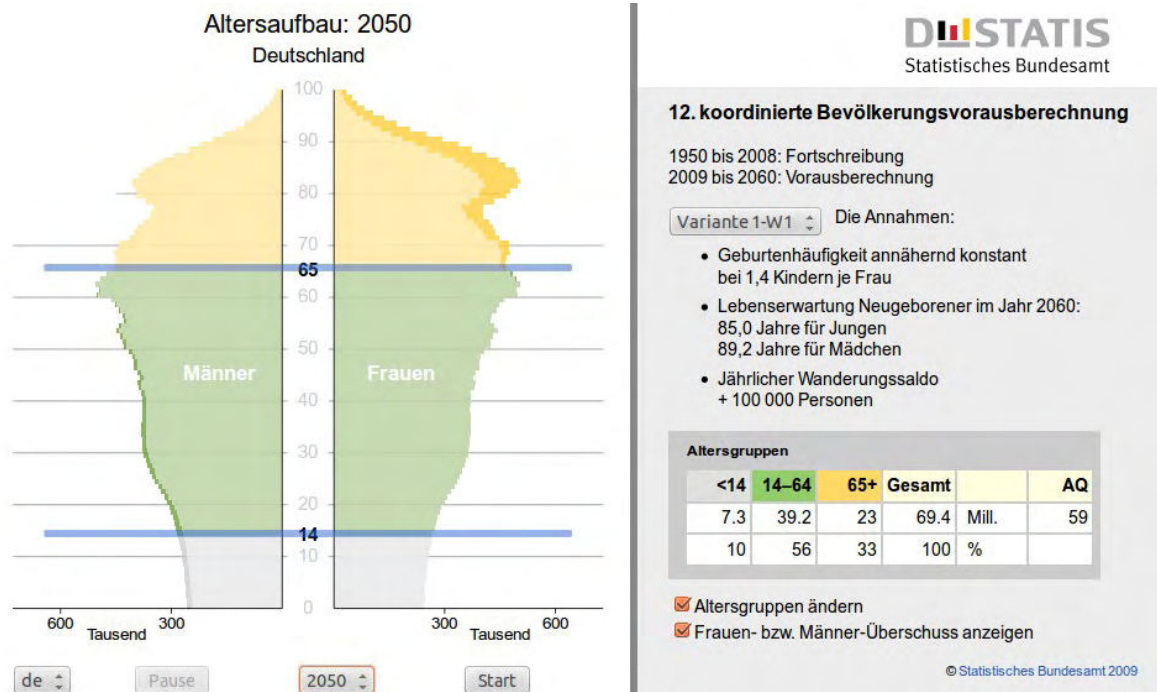 Altersaufbau: 2050
Deutschland
100
90
80
70
65
60
50
Männer
Frauen
40
30
20
14
10
0
600 300 300 600
Tausend Tausend
de Pause 2050 Start
DESTATIS
Statistisches Bundesamt
12. koordinierte Bevölkerungsvorausberechnung
1950 bis 2008: Fortschreibung
2009 bis 2060: Vorausberechnung
Variante 1-W1 Die Annahmen:
• Geburtenhäufigkeit annähernd konstant
bei 1,4 Kindern je Frau
• Lebenserwartung Neugeborener im Jahr 2060:
85,0 Jahre für Jungen
89,2 Jahre für Mädchen
• Jährlicher Wanderungssaldo
+ 100 000 Personen
Altersgruppen
<14 14–64 65+ Gesamt AQ
7.3 39.2 23 69.4 Mill. 59
10 56 33 100 %
Altersgruppen ändern
Frauen- bzw. Männer-Überschuss anzeigen
© Statistisches Bundesamt 2009